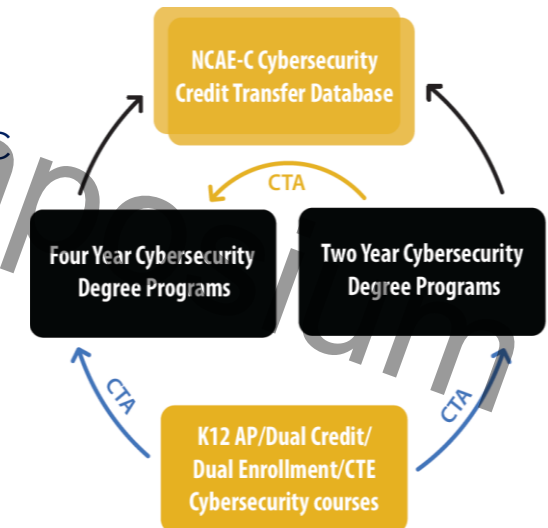 NCAE-C Cybersecurity
Credit Transfer Database
C
CTA
Four Year Cybersecurity
Degree Programs
Two Year Cybersecurity
Degree Programs
CTA
CTA
K12 AP/Dual Credit/
Dual Enrollment/CTE
Cybersecurity courses